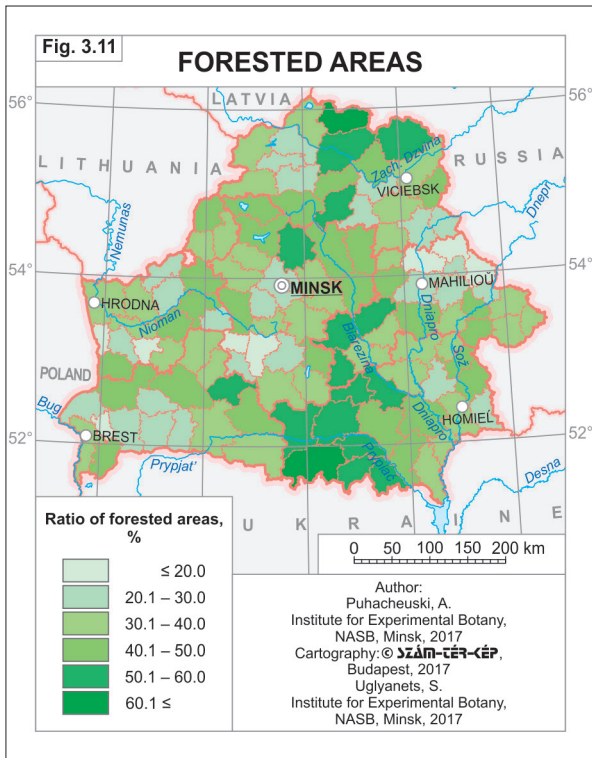 Fig. 3.11
FORESTED AREAS
56°
56°
LATVIA
LITHUANIA
RUSSIA
Zach. Dzvina
VICIEBSK
Dnepr
Nemunas
54°
54°
MINSK
MAHILIOŬ
HRODNA
Nioman
Biarezina
Dniapro
Sož
POLAND
Bug
HOMIEĹ
52°
BREST
Dniapro
52°
Prypjat'
Prypiać
Desna
UKRAINE
Ratio of forested areas,
%
≤ 20.0
20.1 – 30.0
30.1 – 40.0
40.1 – 50.0
50.1 – 60.0
60.1 ≤
0 50 100 150 200 km
Author:
Puhacheuski, A.
Institute for Experimental Botany,
NASB, Minsk, 2017
Cartography: © SZÁM-TÉR-KÉP,
Budapest, 2017
Uglyanets, S.
Institute for Experimental Botany,
NASB, Minsk, 2017